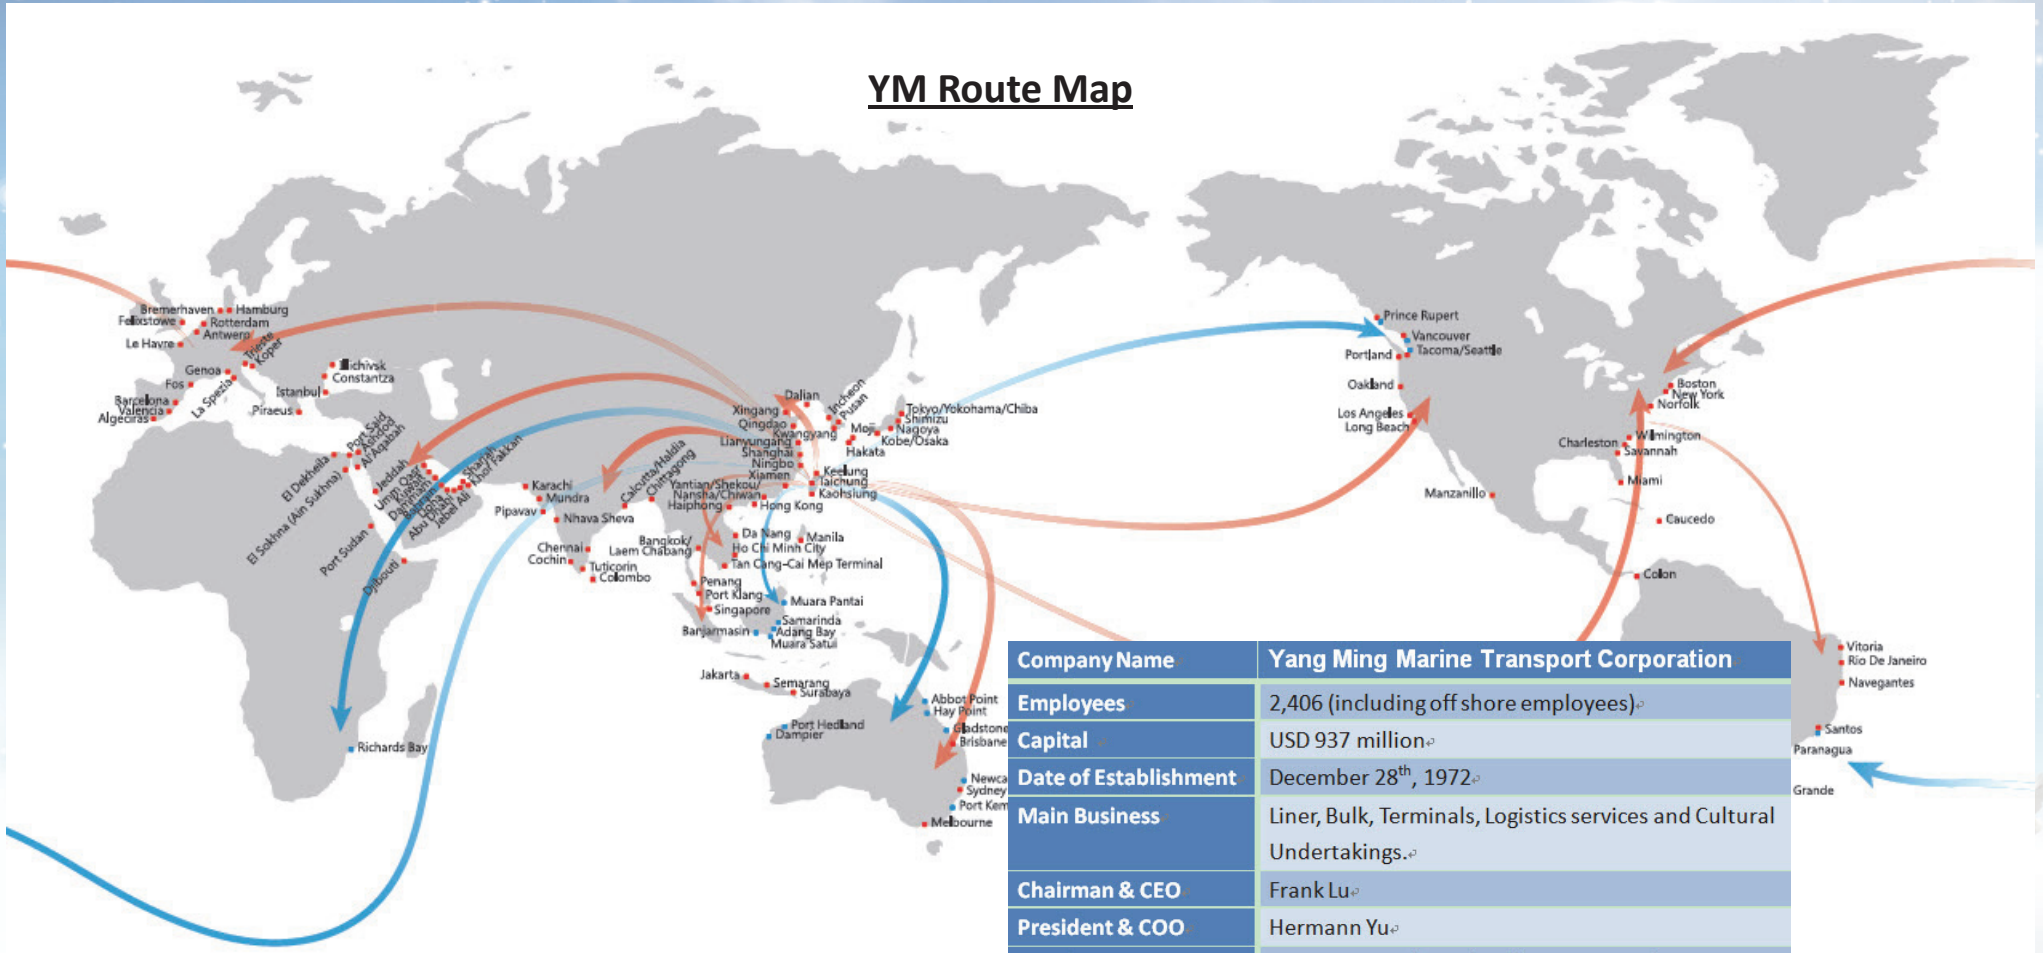 YM Route Map
Bremerhaven
Hamburg
Felixstowe
Rotterdam
Antwerp
Le Havre
Trieste
Koper
Genoa
Fos
La Spezia
Barcelona
Valencia
Algeciras
Illichivsk
Constantza
Istanbul
Piraeus
Port Said
Ashdod
Al'Aqabah
El Dekheila
El Sokhna (Ain Sukhna)
Jeddah
Umm Qasr
Kuwait
Dammam
Bahrain
Doha
Abu Dhabi
Jebel Ali
Sharjah
Khor Fakkan
Port Sudan
Djibouti
Richards Bay
Karachi
Mundra
Pipavav
Nhava Sheva
Chennai
Cochin
Tuticorin
Colombo
Calcutta/Haldia
Chittagong
Dalian
Xingang
Qingdao
Lianyungang
Shanghai
Ningbo
Xiamen
Yantian/Shekou/
Nansha/Chiwan
Haiphong
Hong Kong
Incheon
Pusan
Kwangyang
Moji
Hakata
Tokyo/Yokohama/Chiba
Shimizu
Nagoya
Kobe/Osaka
Keelung
Taichung
Kaohsiung
Bangkok/
Laem Chabang
Da Nang
Manila
Ho Chi Minh City
Tan Cang-Cai Mep Terminal
Penang
Port Klang
Singapore
Muara Pantai
Samarinda
Banjarmasin
Adang Bay
Muara Satui
Jakarta
Semarang
Surabaya
Port Hedland
Dampier
Abbot Point
Hay Point
Gladstone
Brisbane
Newca
Sydney
Port Kem
Melbourne
Prince Rupert
Vancouver
Tacoma/Seattle
Portland
Oakland
Los Angeles
Long Beach
Manzanillo
Boston
New York
Norfolk
Wilmington
Charleston
Savannah
Miami
Caucedo
Colon
Vitoria
Rio De Janeiro
Navegantes
Santos
Paranagua
Grande
Company Name Yang Ming Marine Transport Corporation
Employees 2,406 (including off shore employees)
Capital USD 937 million
Date of Establishment December 28th, 1972
Main Business Liner, Bulk, Terminals, Logistics services and Cultural
Undertakings.
Chairman & CEO Frank Lu
President & COO Hermann Yu